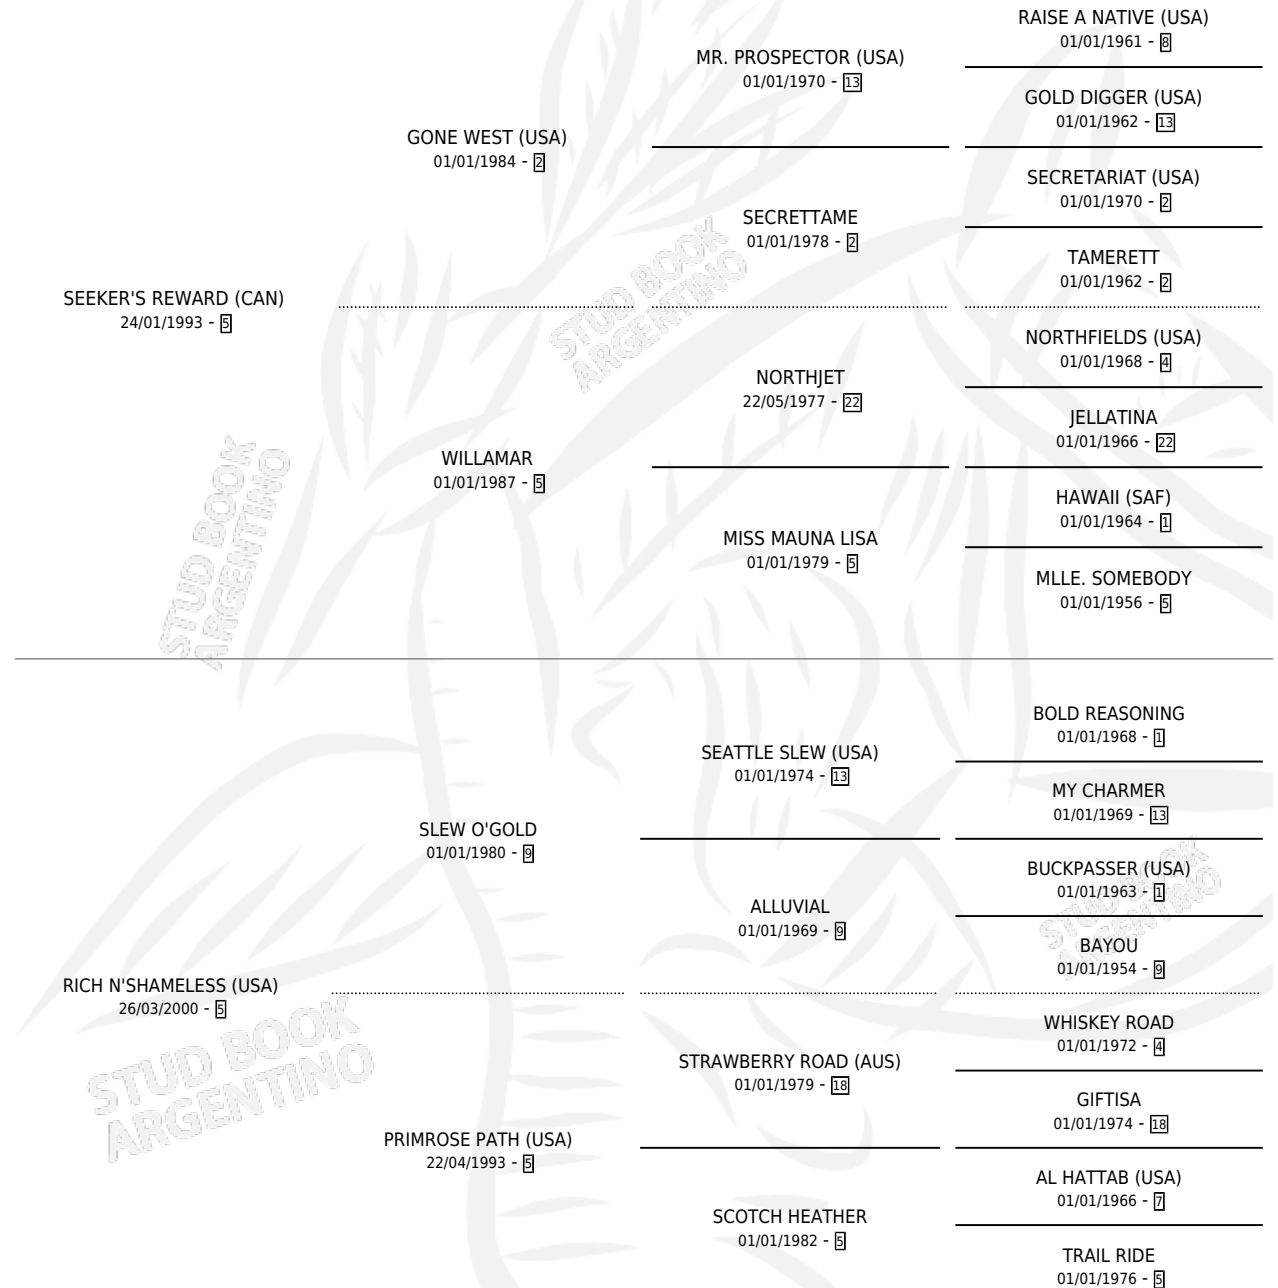 RAISE A NATIVE (USA)
01/01/1961 - 8
MR. PROSPECTOR (USA)
01/01/1970 - 13
GOLD DIGGER (USA)
01/01/1962 - 13
GONE WEST (USA)
01/01/1984 - 2
SECRETARIAT (USA)
01/01/1970 - 2
SECRETTAME
01/01/1978 - 2
TAMERETT
01/01/1962 - 2
SEEKER'S REWARD (CAN)
24/01/1993 - 5
STUD BOOK
ARGENTINO
NORTHFIELDS (USA)
01/01/1968 - 4
NORTHJET
22/05/1977 - 22
JELLATINA
01/01/1966 - 22
WILLAMAR
01/01/1987 - 5
HAWAII (SAF)
01/01/1964 - 1
MISS MAUNA LISA
01/01/1979 - 5
MLLE. SOMEBODY
01/01/1956 - 5
STUD BOOK
ARGENTINO
BOLD REASONING
01/01/1968 - 1
SEATTLE SLEW (USA)
01/01/1974 - 13
MY CHARMER
01/01/1969 - 13
SLEW O'GOLD
01/01/1980 - 9
BUCKPASSER (USA)
01/01/1963 - 1
ALLUVIAL
01/01/1969 - 9
STUD BOOK
ARGENTINO
BAYOU
01/01/1954 - 9
RICH N'SHAMELESS (USA)
26/03/2000 - 5
STUD BOOK
ARGENTINO
WHISKEY ROAD
01/01/1972 - 4
STRAWBERRY ROAD (AUS)
01/01/1979 - 18
GIFTISA
01/01/1974 - 18
PRIMROSE PATH (USA)
22/04/1993 - 5
AL HATTAB (USA)
01/01/1966 - 7
SCOTCH HEATHER
01/01/1982 - 5
TRAIL RIDE
01/01/1976 - 5